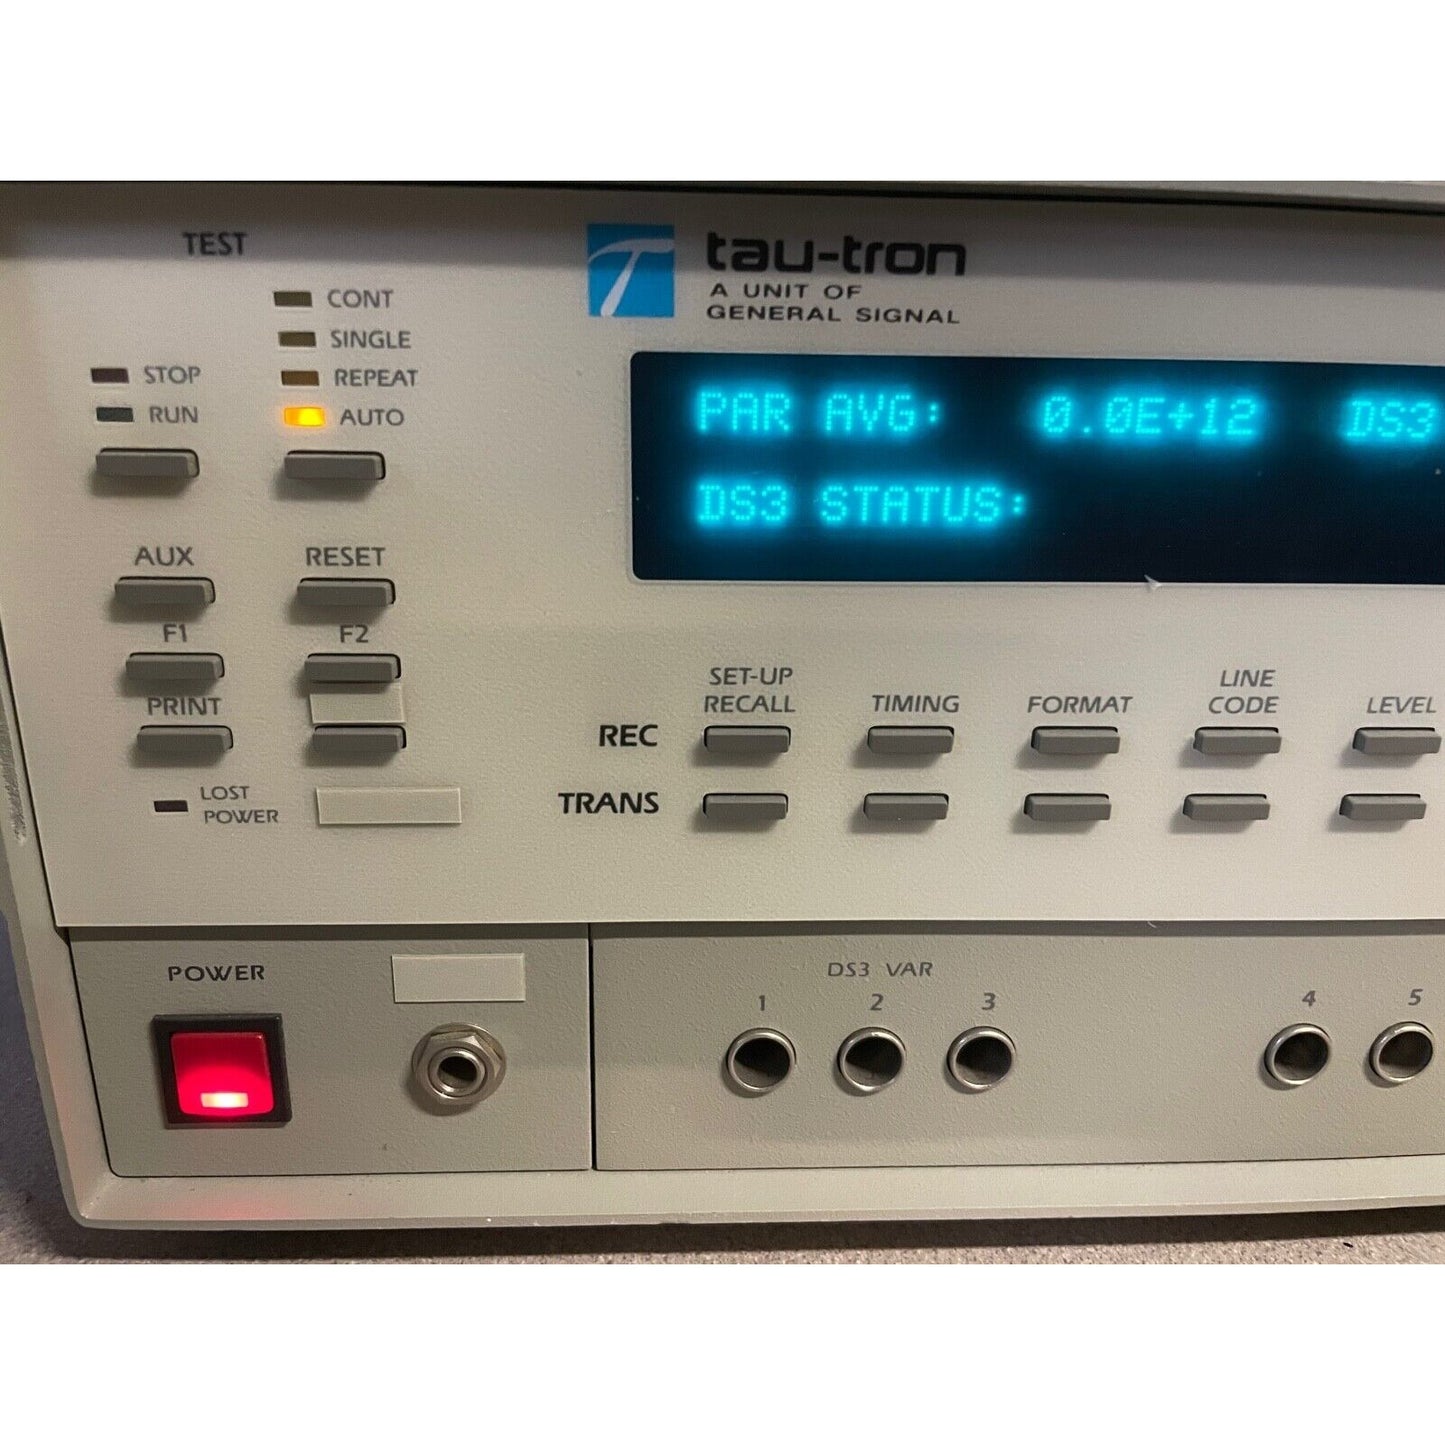 TEST
CONT
SINGLE
REPEAT
AUTO
STOP
RUN
AUX
RESET
F1
F2
PRINT
LOST
POWER
tau-tron
A UNIT OF
GENERAL SIGNAL
PAR AVG: 0.0E+12 DS3
DS3 STATUS:
SET-UP
RECALL
TIMING
FORMAT
LINE
CODE
LEVEL
REC
TRANS
POWER
DS3 VAR
1 2 3 4 5